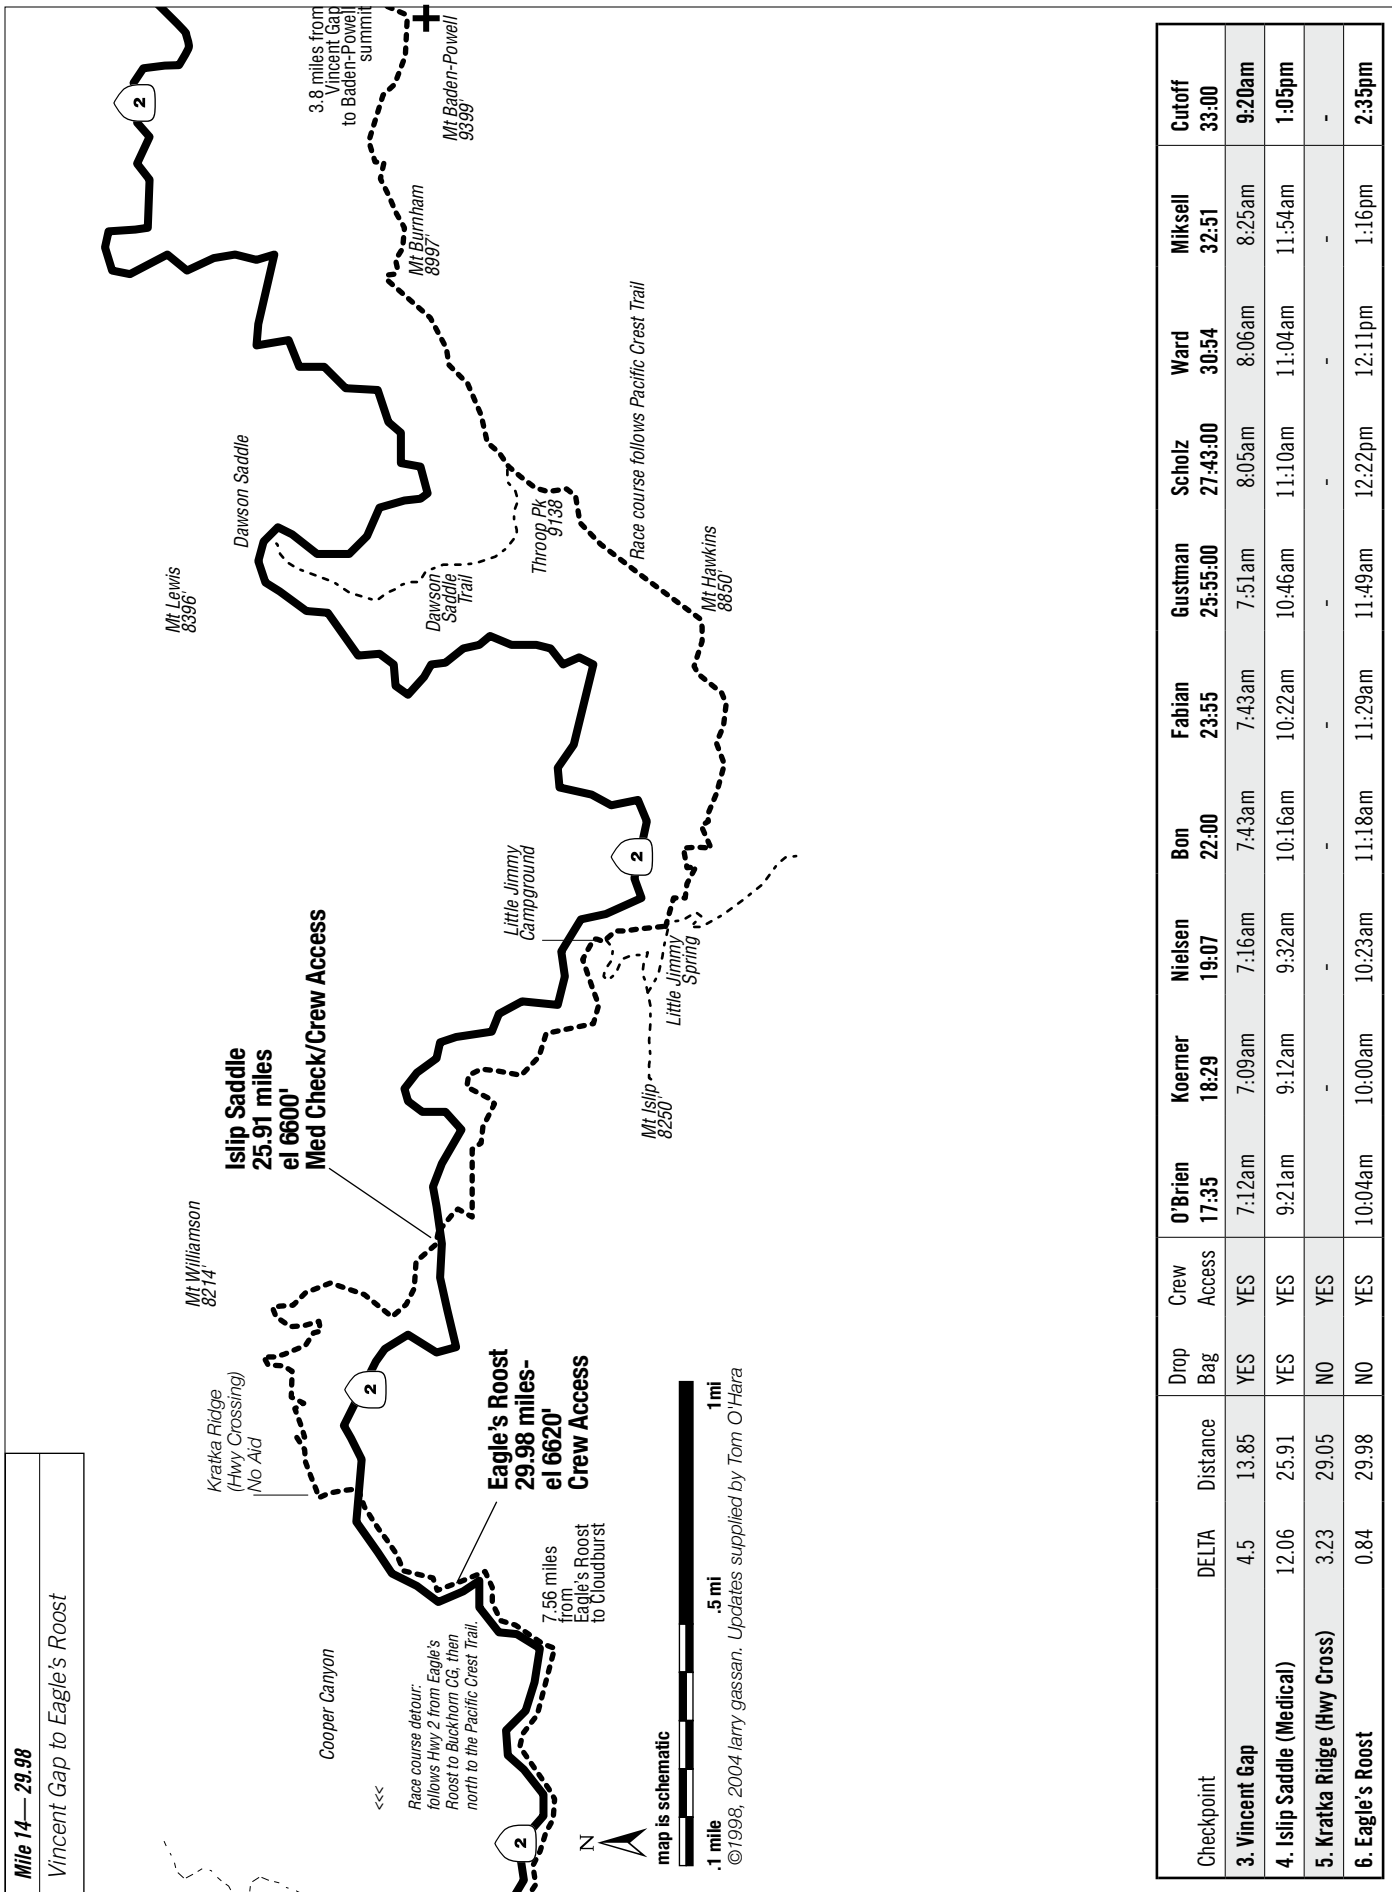 Mile 14— 29.98
Vincent Gap to Eagle's Roost
Cooper Canyon
<<<
Race course detour:
follows Hwy 2 from Eagle's
Roost to Buckhorn CG, then
north to the Pacific Crest Trail.
2
N
map is schematic
.1 mile
.5 mi
1mi
©1998, 2004 larry gassan. Updates supplied by Tom O'Hara
7.56 miles
from
Eagle's Roost
to Cloudburst
Eagle's Roost
29.98 miles-
el 6620'
Crew Access
Kratka Ridge
(Hwy Crossing)
No Aid
2
Mt Williamson
8214'
Islip Saddle
25.91 miles
el 6600'
Med Check/Crew Access
Mt Islip
8250'
Little Jimmy
Spring
Little Jimmy
Campground
2
Mt Hawkins
8850'
Mt Lewis
8396'
Dawson Saddle
Dawson
Saddle
Trail
Throop Pk
9138'
Race course follows Pacific Crest Trail
Mt Burnham
8997'
2
3.8 miles from
Vincent Gap
to Baden-Powell
summit
Mt Baden-Powell
9399'
Checkpoint DELTA Distance Drop Bag Crew Access O'Brien 17:35 Koerner 18:29 Nielsen 19:07 Bon 22:00 Fabian 23:55 Gustman 25:55:00 Scholz 27:43:00 Ward 30:54 Miksell 32:51 Cutoff 33:00
3. Vincent Gap 4.5 13.85 YES YES 7:12am 7:09am 7:16am 7:43am 7:43am 7:51am 8:05am 8:06am 8:25am 9:20am
4. Islip Saddle (Medical) 12.06 25.91 YES YES 9:21am 9:12am 9:32am 10:16am 10:22am 10:46am 11:10am 11:04am 11:54am 1:05pm
5. Kratka Ridge (Hwy Cross) 3.23 29.05 NO YES - - - - - - - - -
6. Eagle's Roost 0.84 29.98 NO YES 10:04am 10:00am 10:23am 11:18am 11:29am 11:49am 12:22pm 12:11pm 1:16pm 2:35pm